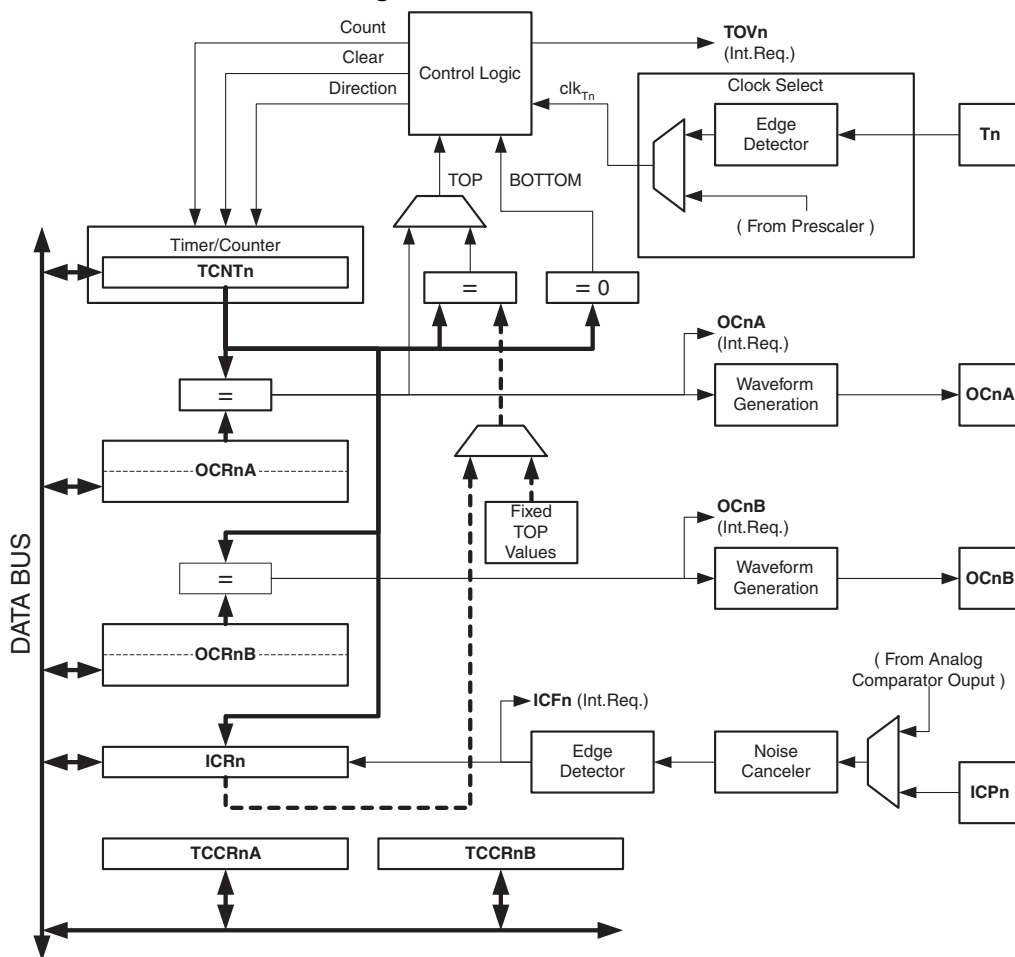 Count
Clear
Direction
Control Logic
TOVn
(Int.Req.)
clkTn
Clock Select
Edge
Detector
Tn
( From Prescaler )
TOP
BOTTOM
Timer/Counter
TCNTn
=
= 0
OCnA
(Int.Req.)
=
Waveform
Generation
OCnA
OCRnA
Fixed
TOP
Values
OCnB
(Int.Req.)
=
Waveform
Generation
OCnB
DATA BUS
OCRnB
( From Analog
Comparator Ouput )
ICFn (Int.Req.)
ICRn
Edge
Detector
Noise
Canceler
ICPn
TCCRnA
TCCRnB